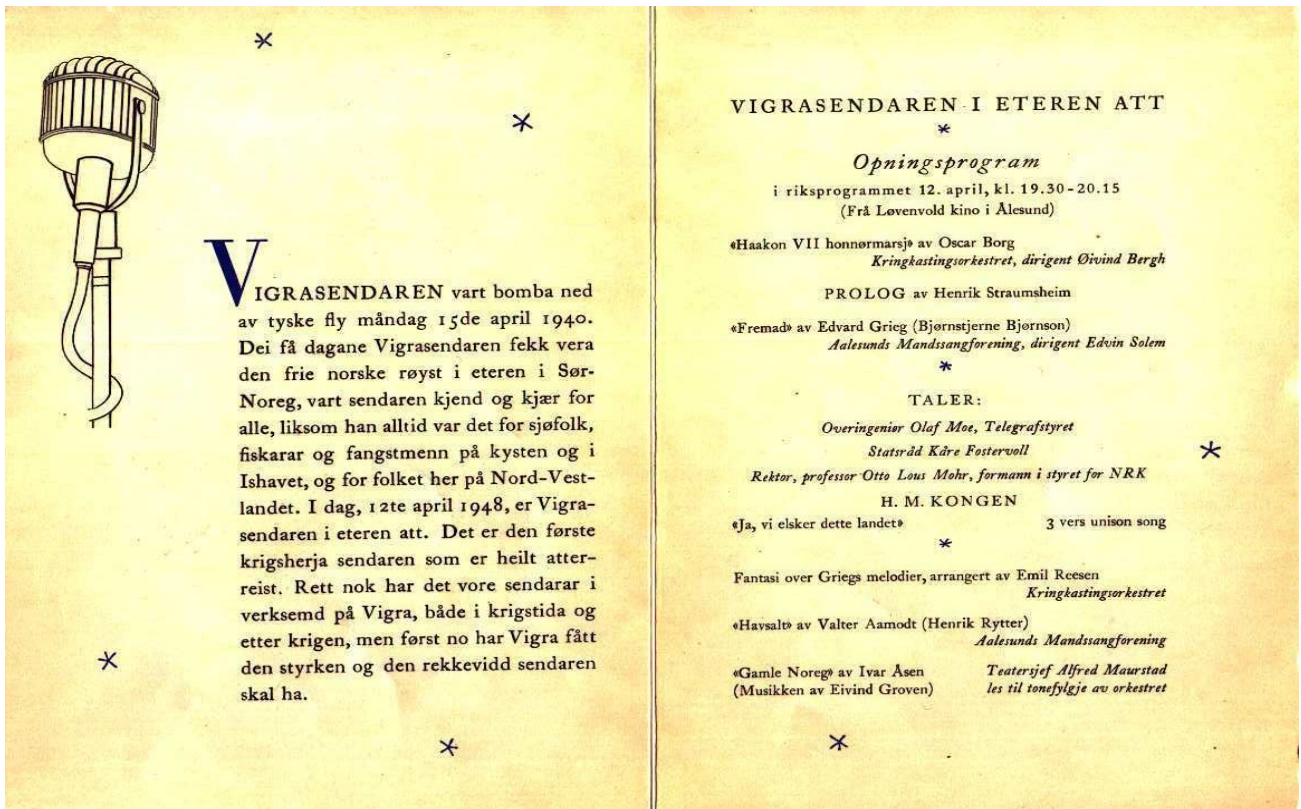 VIGRASENDAREN vart bomba ned
av tyske fly måndag 15de april 1940.
Dei få dagane Vigrasendaren fekk vera
den frie norske røyst i eteren i Sør-
Noreg, vart sendaren kjend og kjær for
alle, liksom han alltid var det for sjøfolk,
fiskarar og fangstmenn på kysten og i
Ishavet, og for folket her på Nord-Vest-
landet. I dag, 12te april 1948, er Vigra-
sendaren i eteren att. Det er den første
krigsherja sendaren som er heilt atter-
reist. Rett nok har det vore sendarar i
verksemd på Vigra, både i krigstida og
etter krigen, men først no har Vigra fått
den styrken og den rekkevidd sendaren
skal ha.
VIGRASENDAREN I ETEREN ATT
Opningsprogram
i riksprogrammet 12. april, kl. 19.30-20.15
(Frå Løvenvold kino i Ålesund)
«Haakon VII honnørmarsj» av Oscar Borg
Kringkastingsorkestret, dirigent Øivind Bergh
PROLOG av Henrik Straumsheim
«Fremad» av Edvard Grieg (Bjørnstjerne Bjørnson)
Aalesunds Mandssangforening, dirigent Edvin Solem
TALER:
Overingeniør Olaf Moe, Telegrafstyret
Statsråd Kåre Fostervoll
Rektor, professor Otto Lous Mohr, formann i styret for NRK
H. M. KONGEN
«Ja, vi elsker dette landet» 3 vers unison song
Fantasi over Griegs melodier, arrangert av Emil Reesen
Kringkastingsorkestret
«Havsalt» av Valter Aamodt (Henrik Rytter)
Aalesunds Mandssangforening
«Gamle Noreg» av Ivar Åsen Teatersjef Alfred Maurstad
(Musikken av Eivind Groven) les til tonefylgje av orkestret